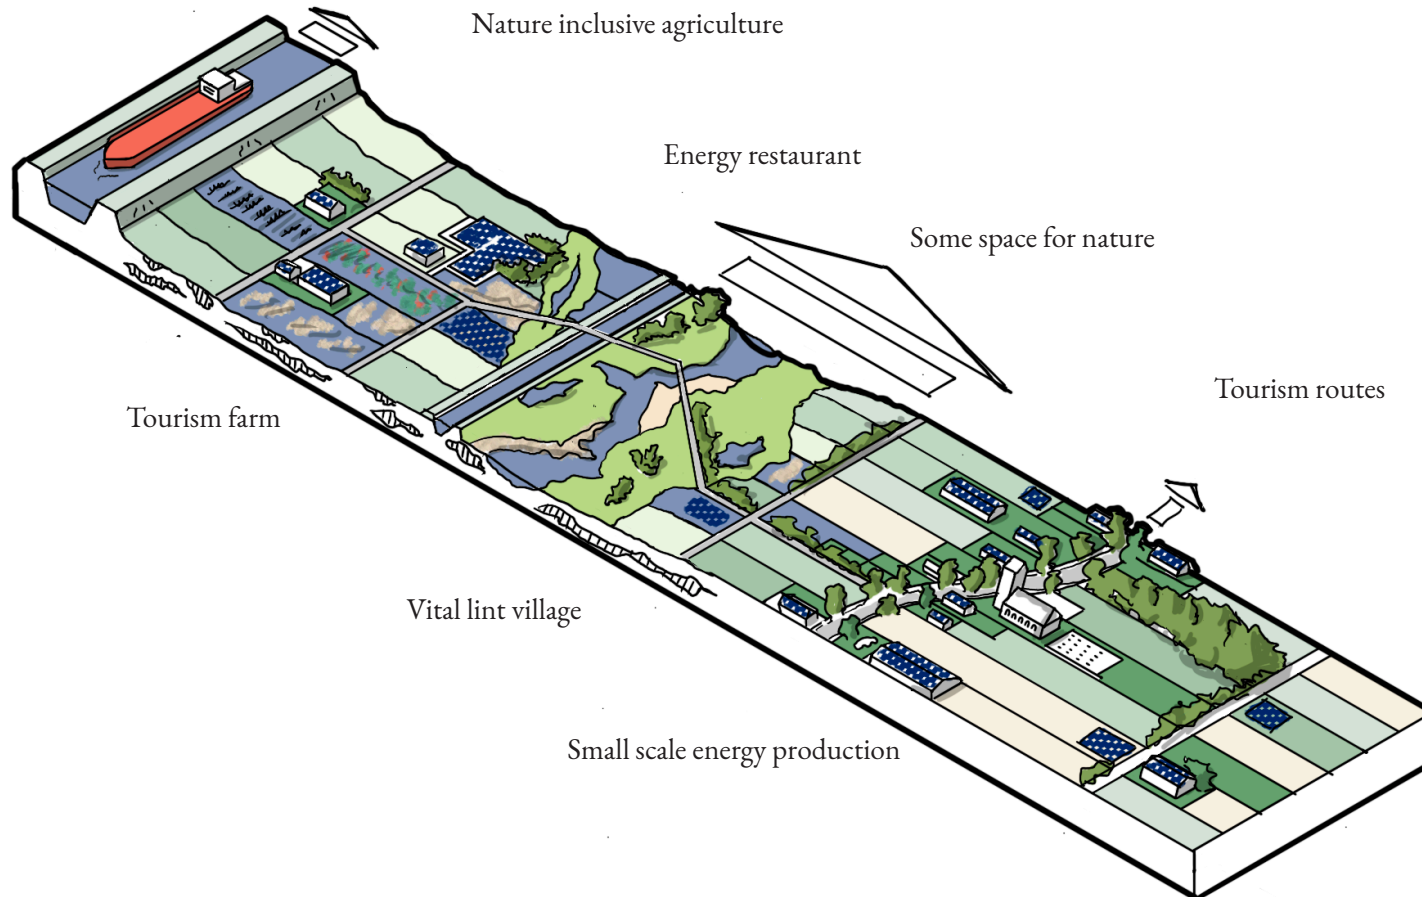 Nature inclusive agriculture
Energy restaurant
Some space for nature
Tourism routes
Tourism farm
Vital lint village
Small scale energy production